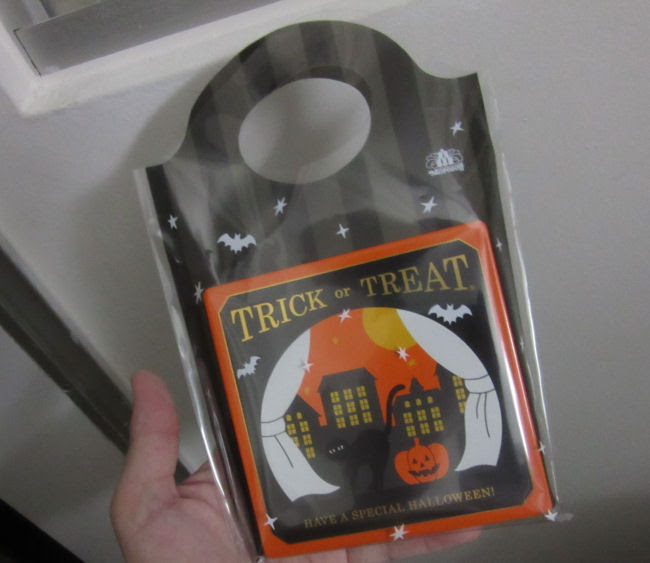 TRICK or TREAT®
HAVE A SPECIAL HALLOWEEN!